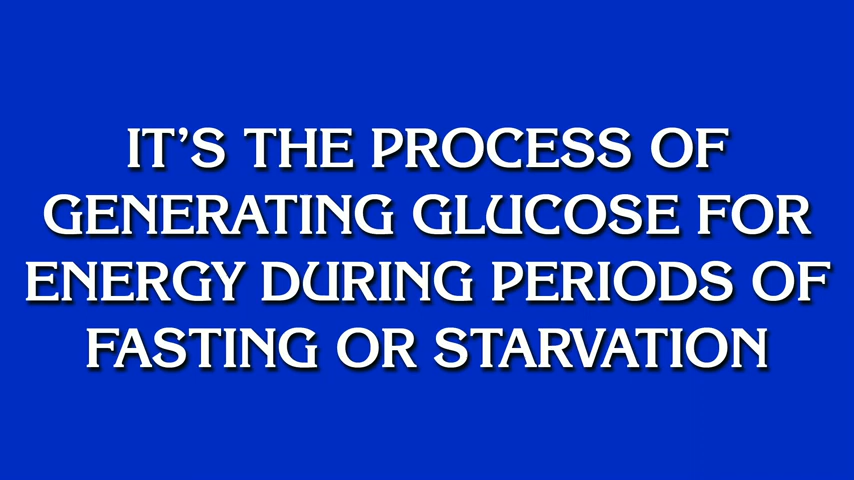 IT’S THE PROCESS OF
GENERATING GLUCOSE FOR
ENERGY DURING PERIODS OF
FASTING OR STARVATION